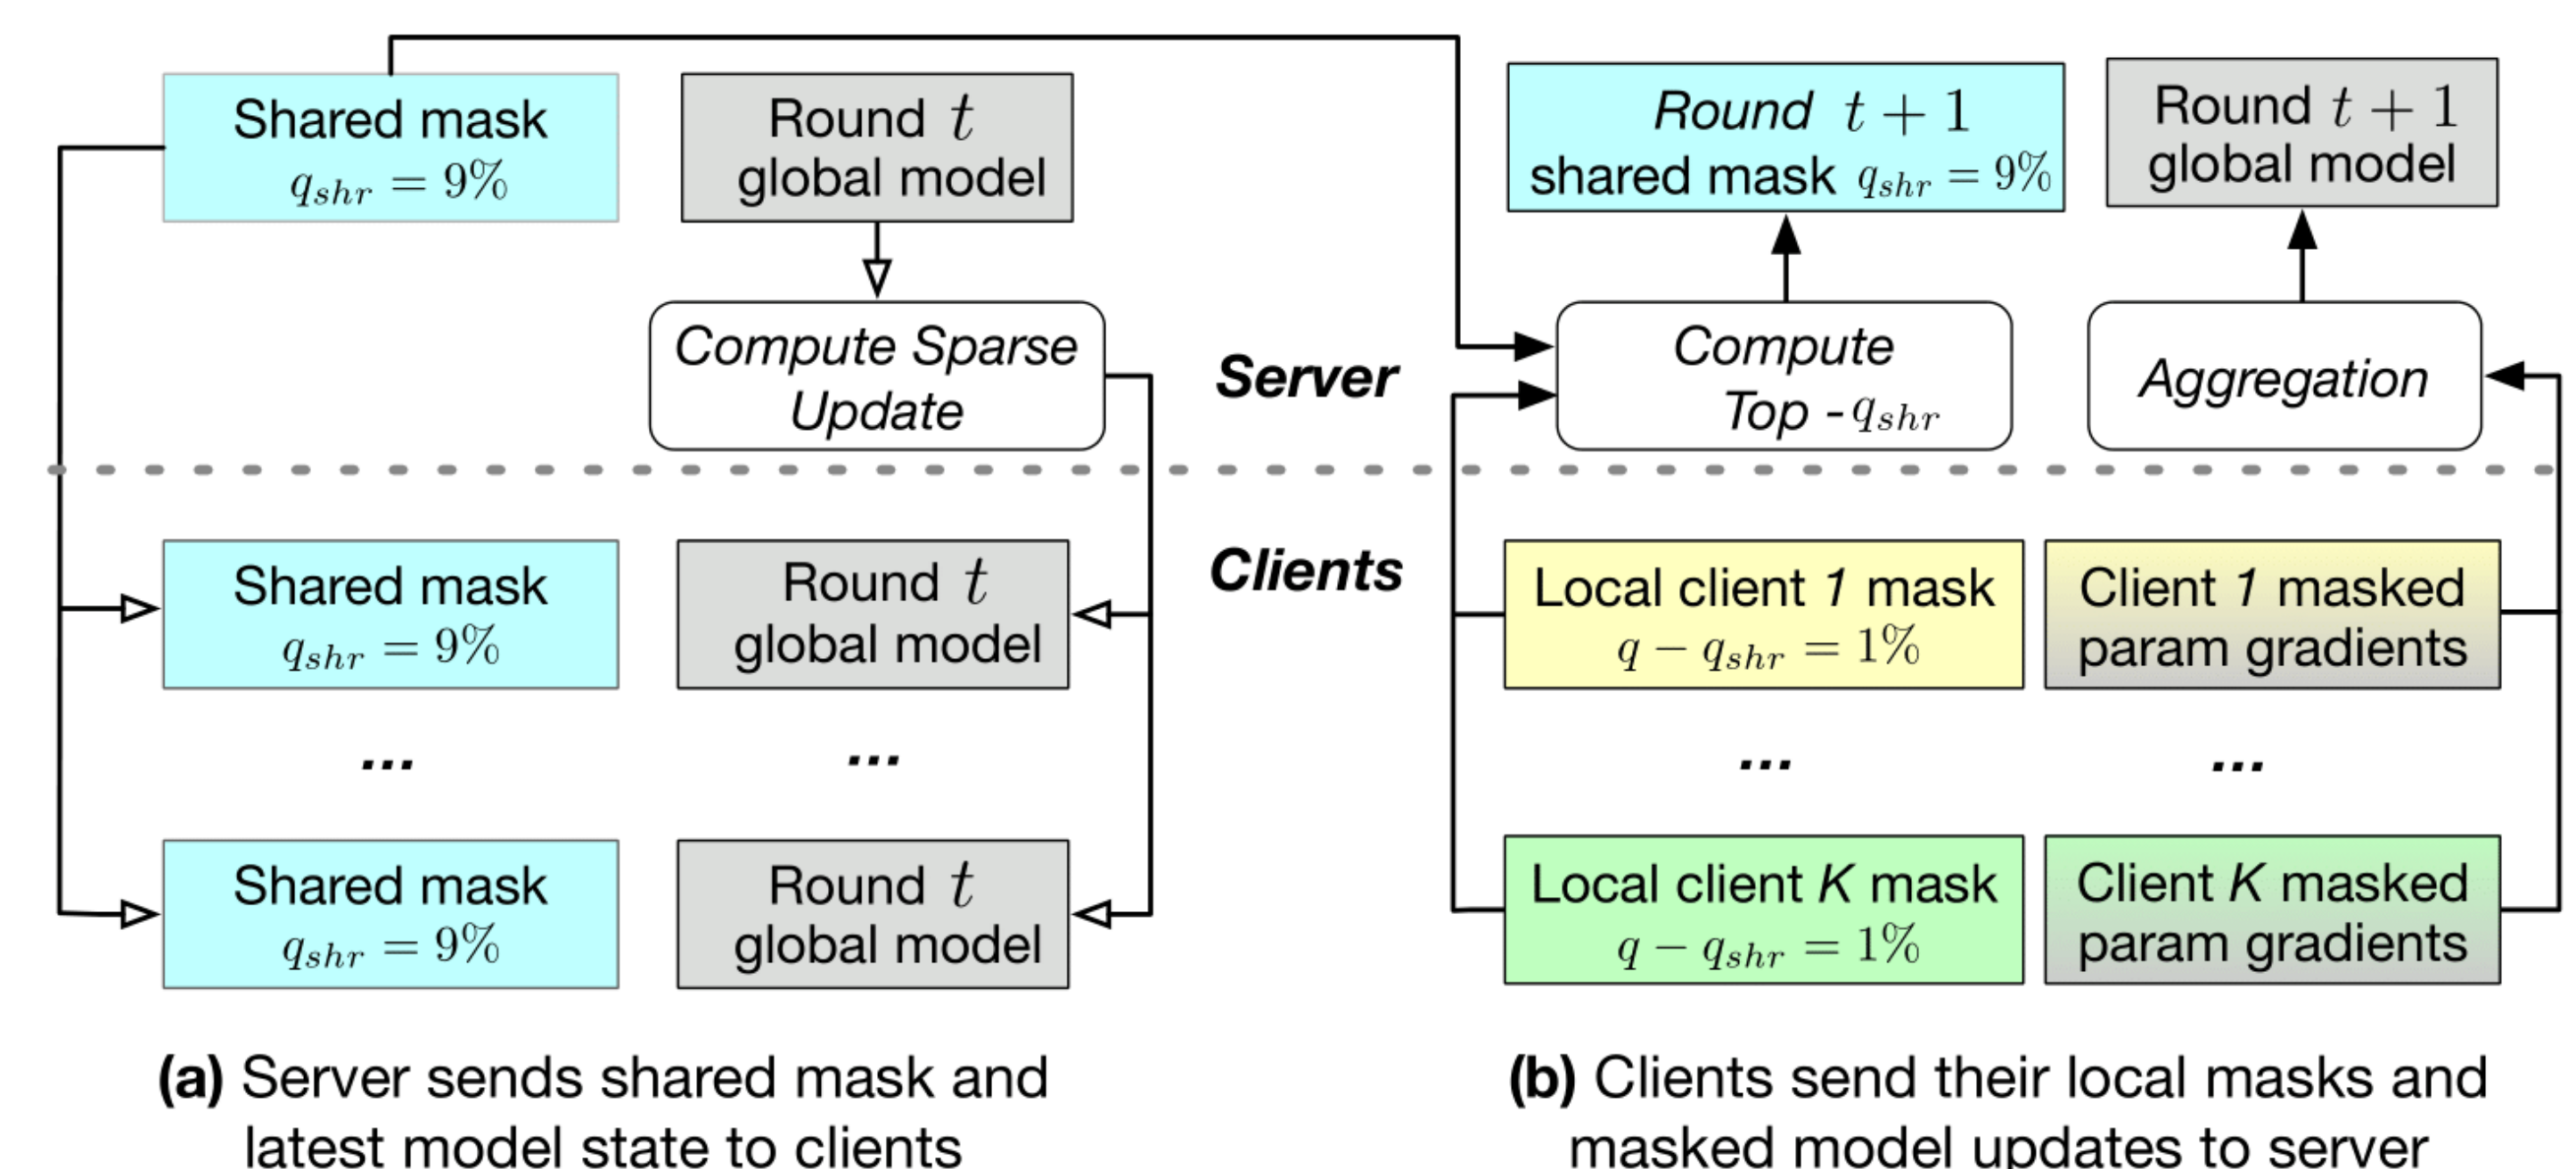 Shared mask
q_shr = 9%
Round t
global model
Compute Sparse
Update
Server
Clients
Shared mask
q_shr = 9%
Round t
global model
...
...
Shared mask
q_shr = 9%
Round t
global model
(a) Server sends shared mask and
latest model state to clients
Round t + 1
shared mask q_shr = 9%
Round t + 1
global model
Compute
Top - q_shr
Aggregation
Local client 1 mask
q − q_shr = 1%
Client 1 masked
param gradients
...
...
Local client K mask
q − q_shr = 1%
Client K masked
param gradients
(b) Clients send their local masks and
masked model updates to server